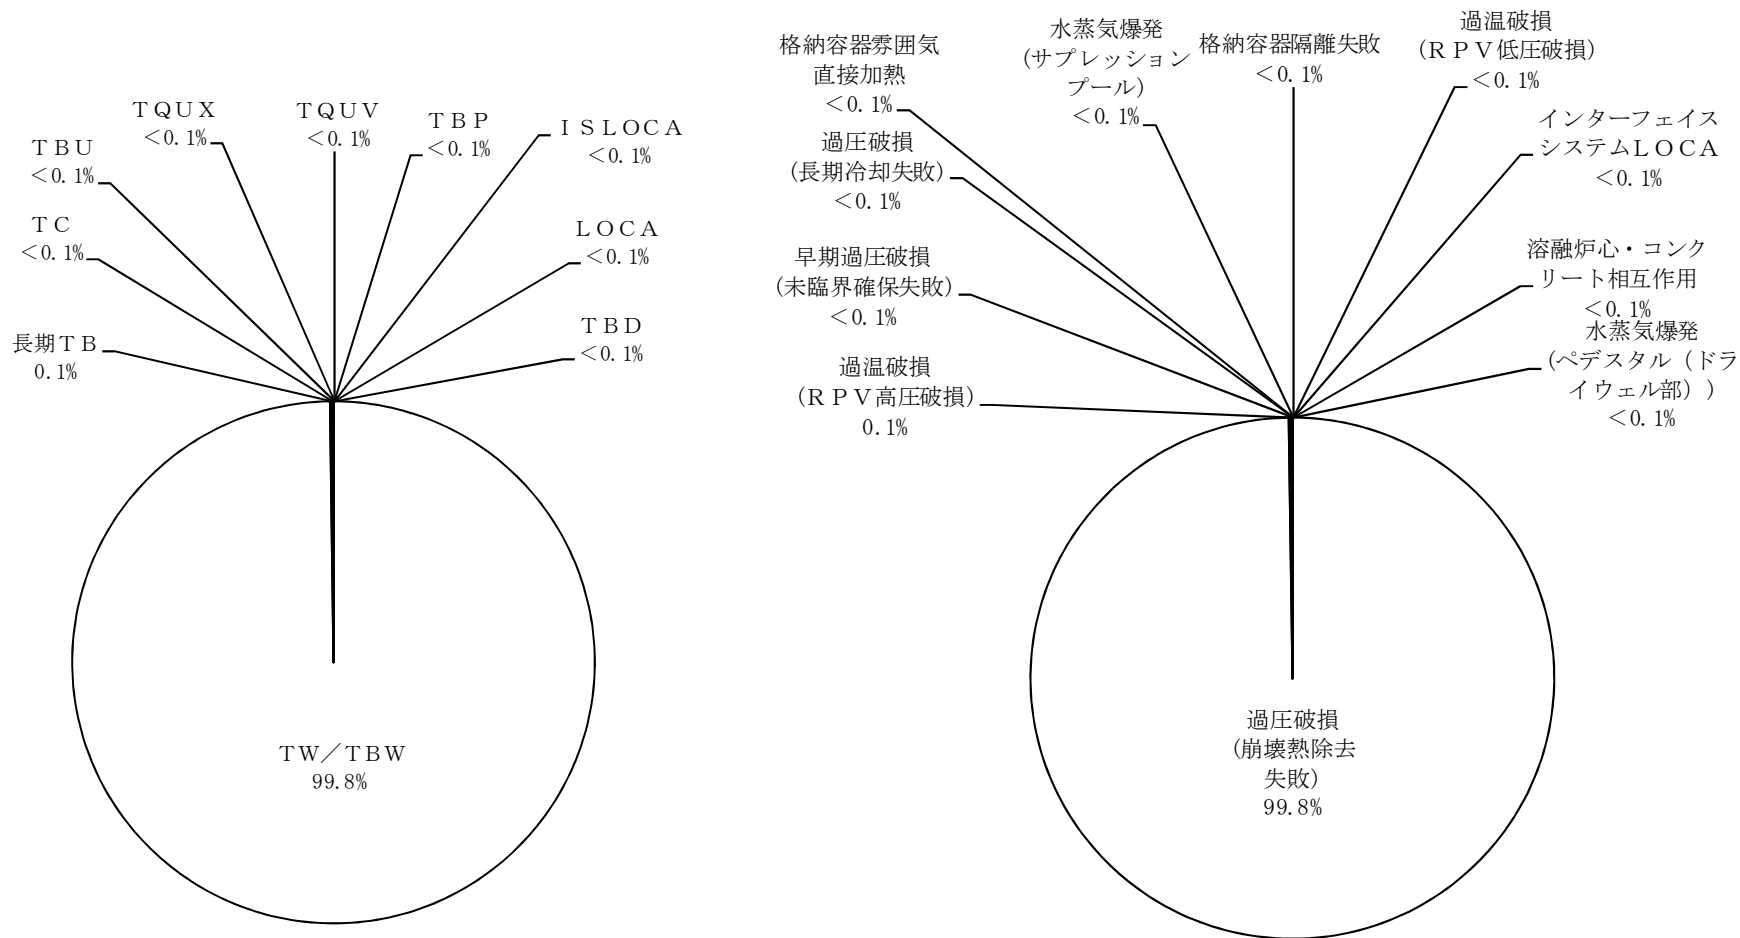 TQUX
<0.1%
TQUV
<0.1%
TBP
<0.1%
ISLOCA
<0.1%
TBU
<0.1%
TC
<0.1%
LOCA
<0.1%
長期TB
0.1%
TBD
<0.1%
TW／TBW
99.8%
格納容器雰囲気
直接加熱
<0.1%
水蒸気爆発
(サプレッション
プール)
<0.1%
格納容器隔離失敗
<0.1%
過温破損
(RPV低圧破損)
<0.1%
過圧破損
(長期冷却失敗)
<0.1%
インターフェイス
システムLOCA
<0.1%
早期過圧破損
(未臨界確保失敗)
<0.1%
溶融炉心・コンク
リート相互作用
<0.1%
過温破損
(RPV高圧破損)
0.1%
水蒸気爆発
(ペデスタル（ドラ
イウェル部）)
<0.1%
過圧破損
(崩壊熱除去
失敗)
99.8%